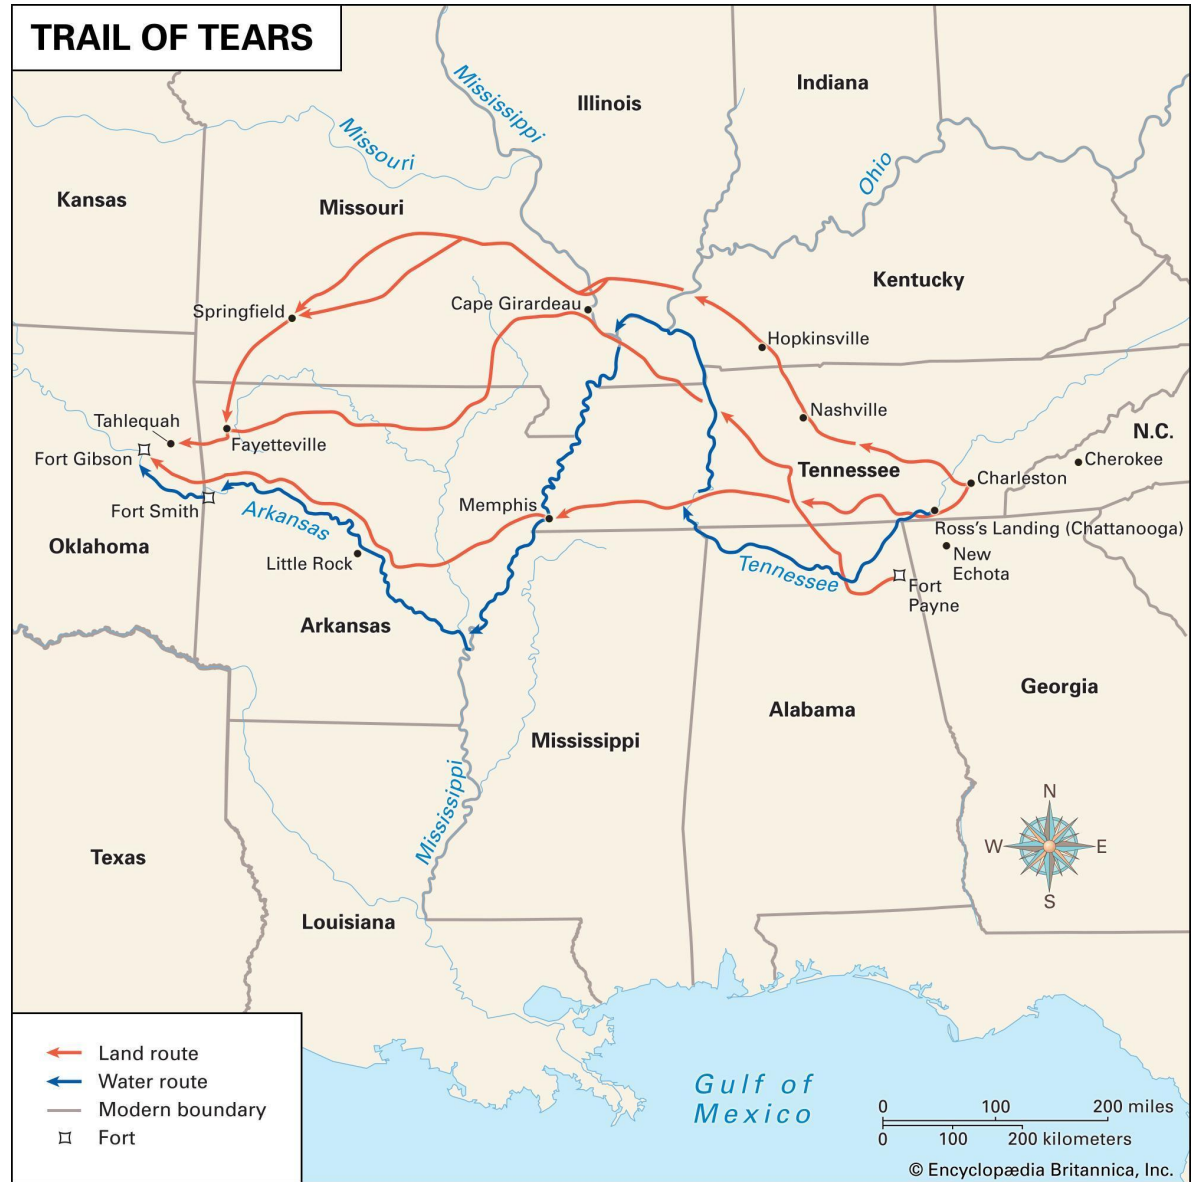 TRAIL OF TEARS
Mississippi
Illinois
Indiana
Missouri
Ohio
Kansas
Missouri
Kentucky
Springfield
Cape Girardeau
Hopkinsville
Nashville
Tahlequah
Fayetteville
Fort Gibson
N.C.
Cherokee
Tennessee
Charleston
Fort Smith
Arkansas
Memphis
Ross's Landing (Chattanooga)
Oklahoma
Little Rock
Tennessee
New
Echota
Fort
Payne
Arkansas
Georgia
Alabama
Mississippi
Mississippi
Texas
Louisiana
N
W
E
S
Land route
Water route
Modern boundary
Fort
Gulf of
Mexico
0 100 200 miles
0 100 200 kilometers
© Encyclopædia Britannica, Inc.